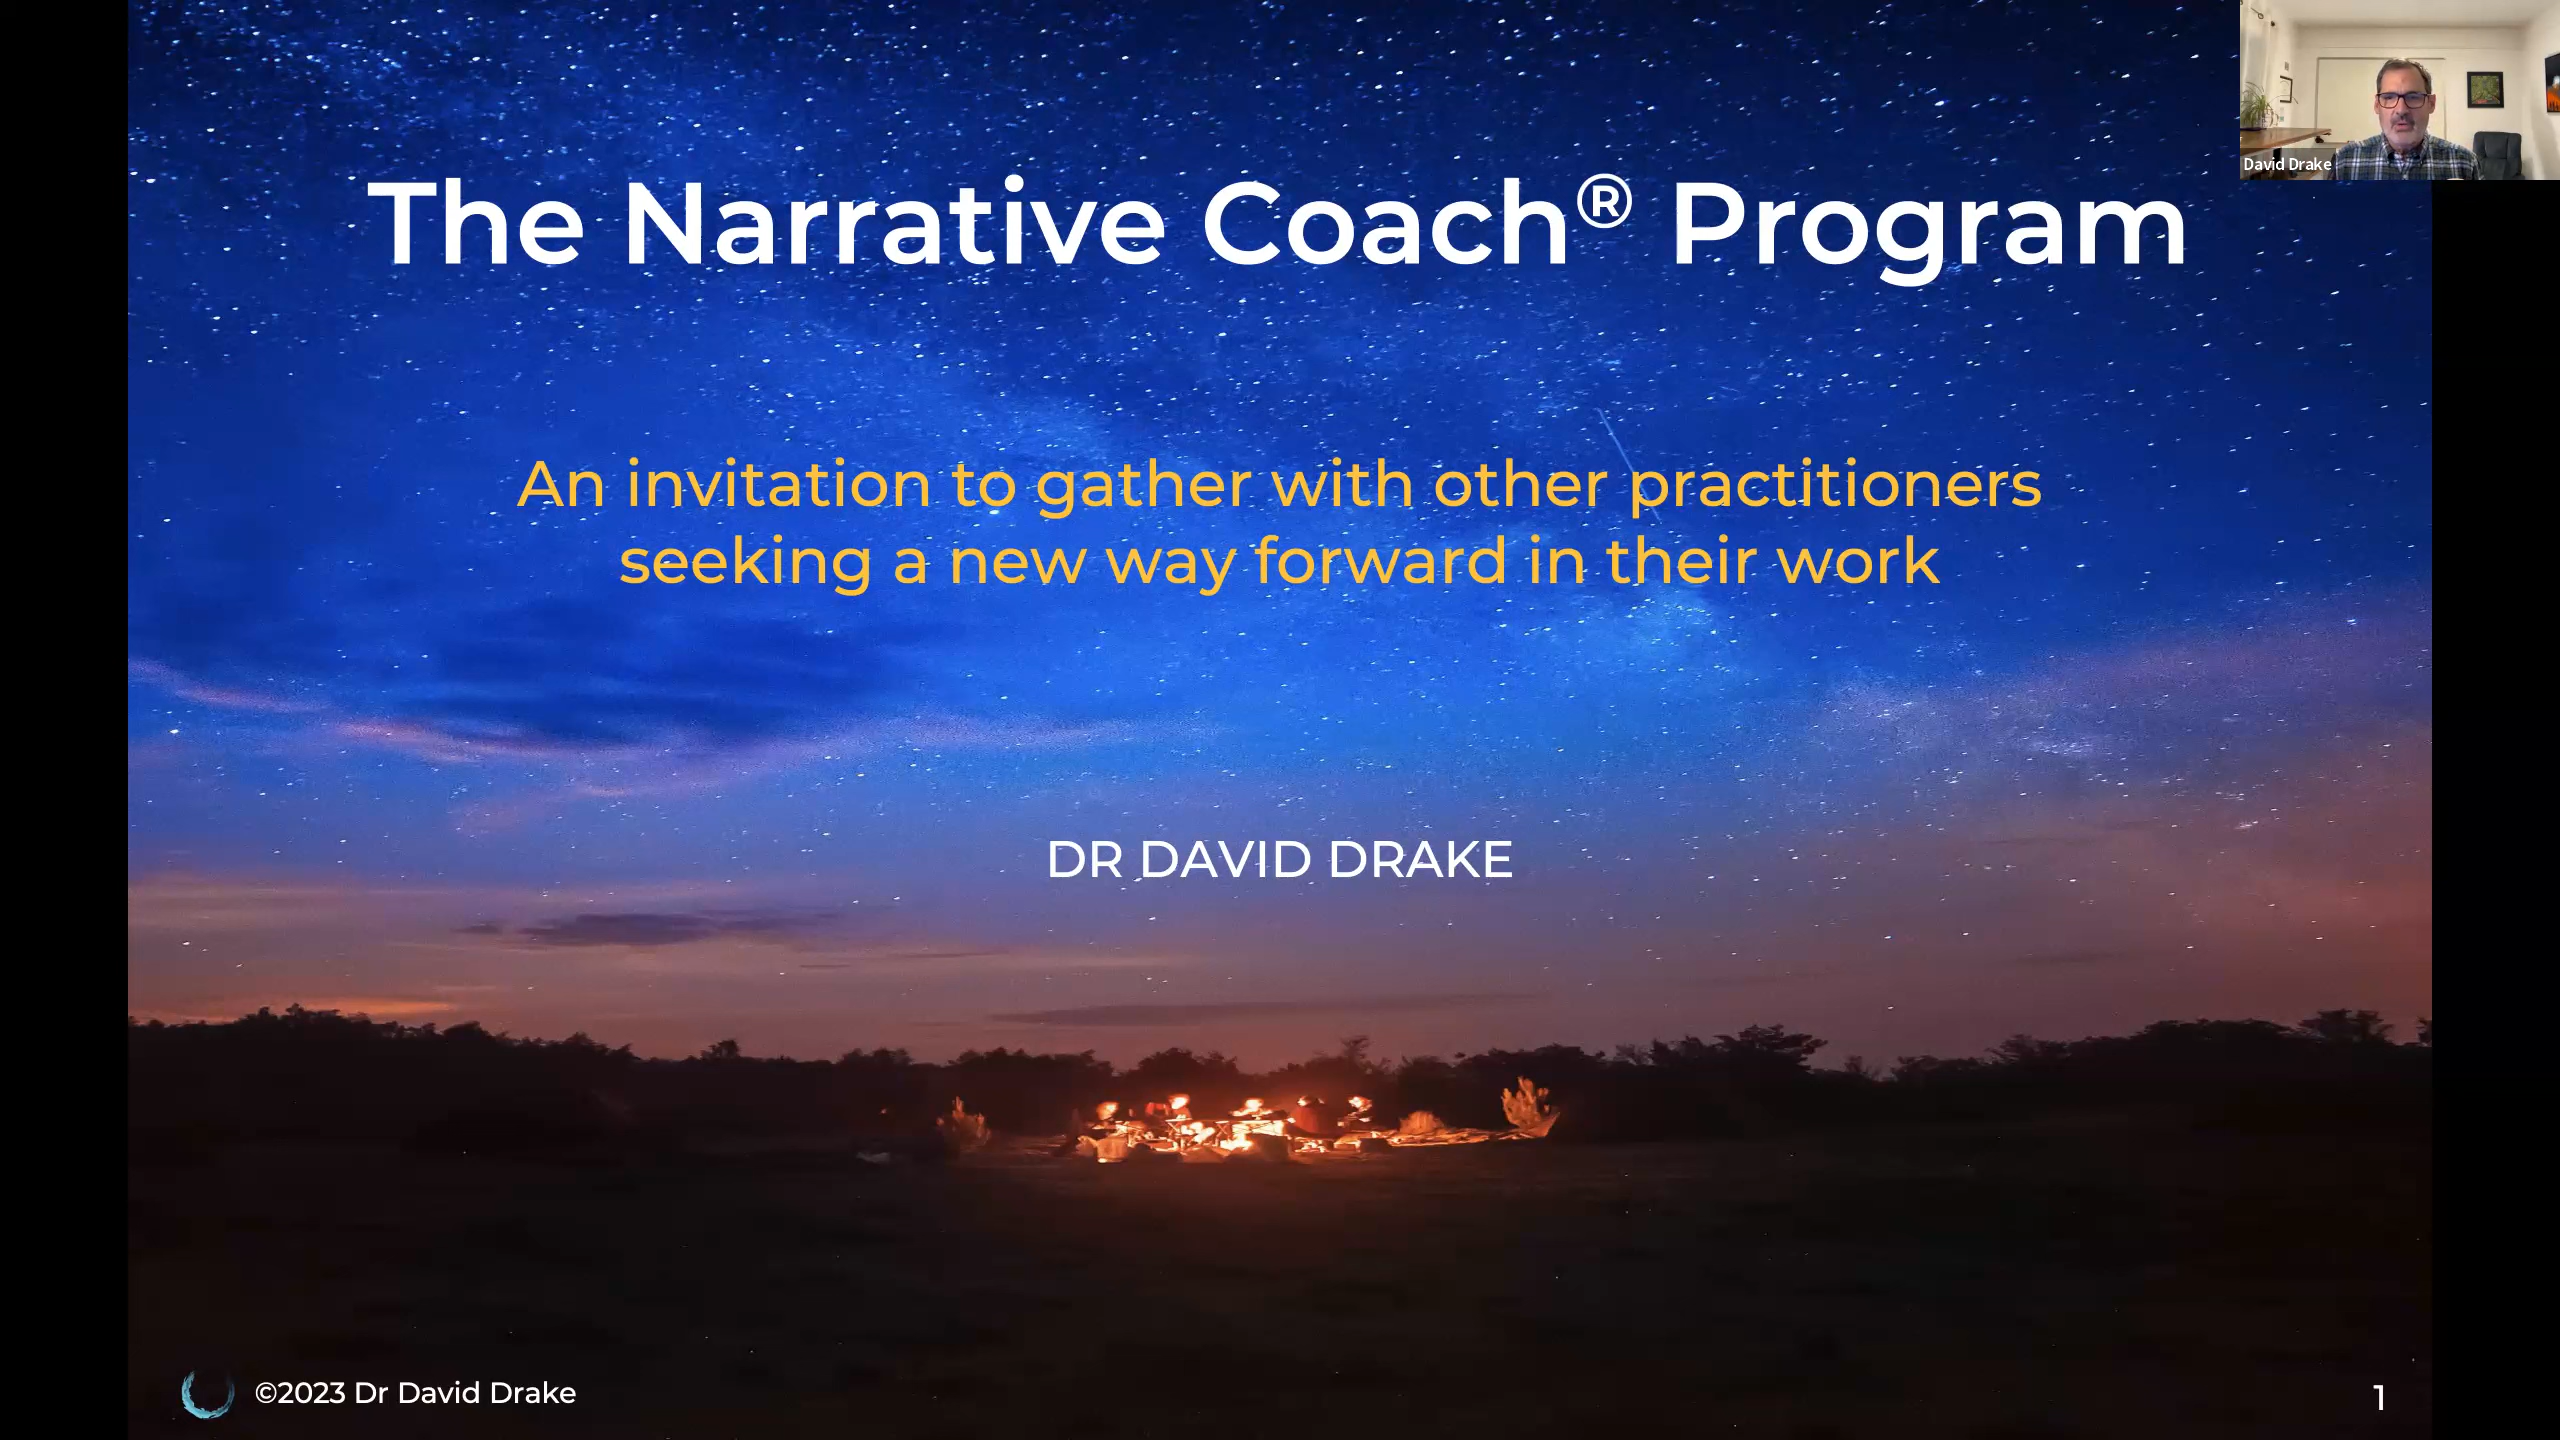 David Drake
The Narrative Coach® Program
An invitation to gather with other practitioners
seeking a new way forward in their work
DR DAVID DRAKE
©2023 Dr David Drake
1